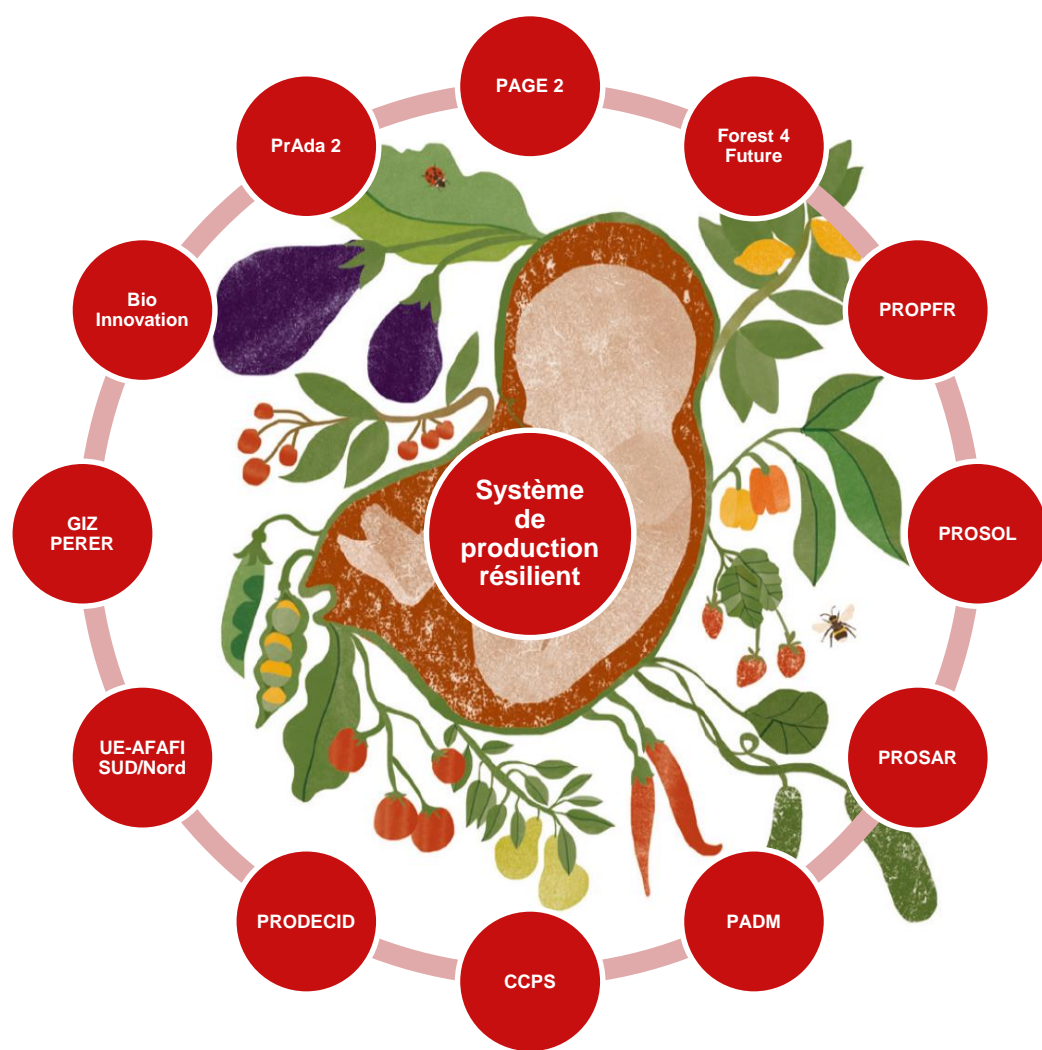 PAGE 2
Forest 4
Future
PROPFR
PROSOL
PROSAR
PADM
CCPS
PRODECID
UE-AFAFI
SUD/Nord
GIZ
PERER
Bio
Innovation
PrAda 2
Système
de
production
résilient